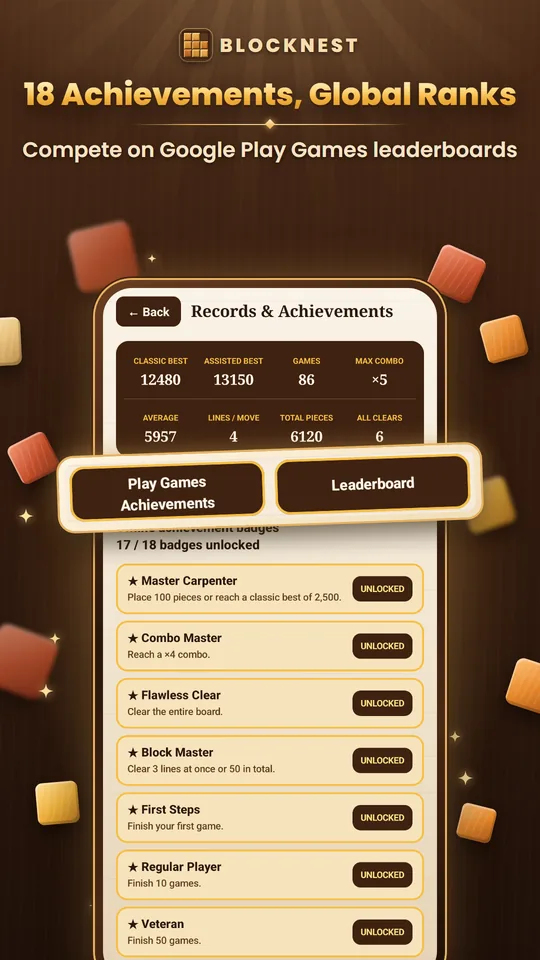 BLOCKNEST
18 Achievements, Global Ranks
Compete on Google Play Games leaderboards
← Back
Records & Achievements
CLASSIC BEST ASSISTED BEST GAMES MAX COMBO
12480 13150 86 ×5
AVERAGE LINES / MOVE TOTAL PIECES ALL CLEARS
5957 4 6120 6
Play Games
Achievements
Leaderboard
achievement badges
17 / 18 badges unlocked
★ Master Carpenter
Place 100 pieces or reach a classic best of 2,500.
UNLOCKED
★ Combo Master
Reach a ×4 combo.
UNLOCKED
★ Flawless Clear
Clear the entire board.
UNLOCKED
★ Block Master
Clear 3 lines at once or 50 in total.
UNLOCKED
★ First Steps
Finish your first game.
UNLOCKED
★ Regular Player
Finish 10 games.
UNLOCKED
★ Veteran
Finish 50 games.
UNLOCKED